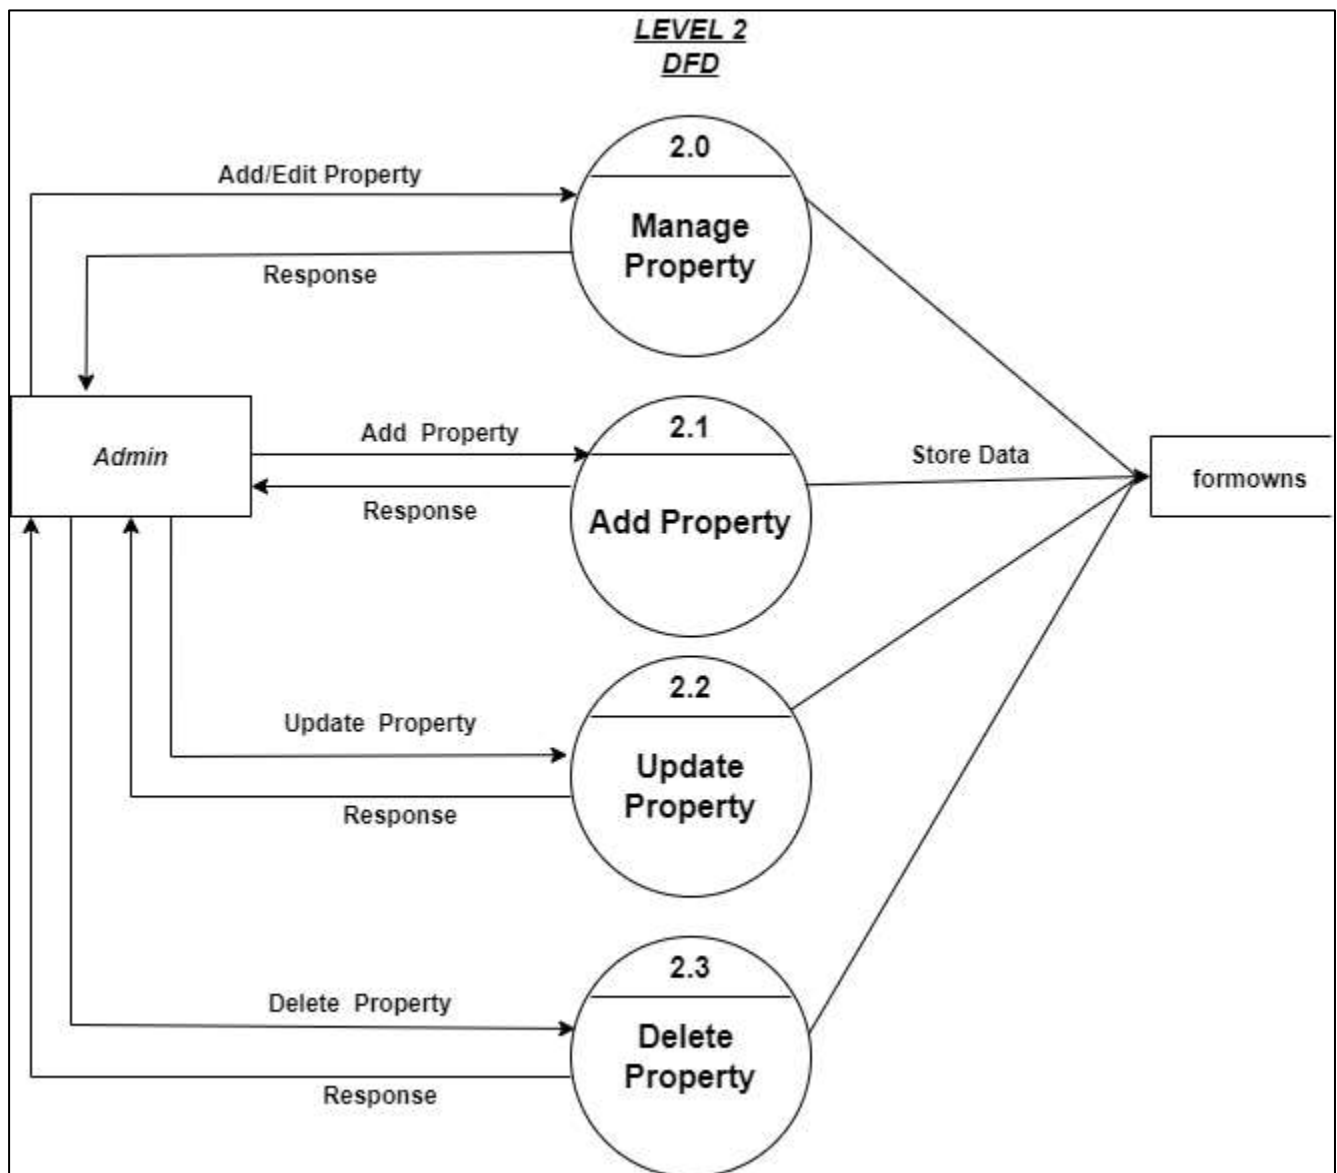 LEVEL 2
DFD
2.0
Add/Edit Property
Manage
Property
Response
2.1
Add  Property
Admin
Store Data
formowns
Response
Add Property
2.2
Update  Property
Update
Property
Response
2.3
Delete  Property
Delete
Property
Response